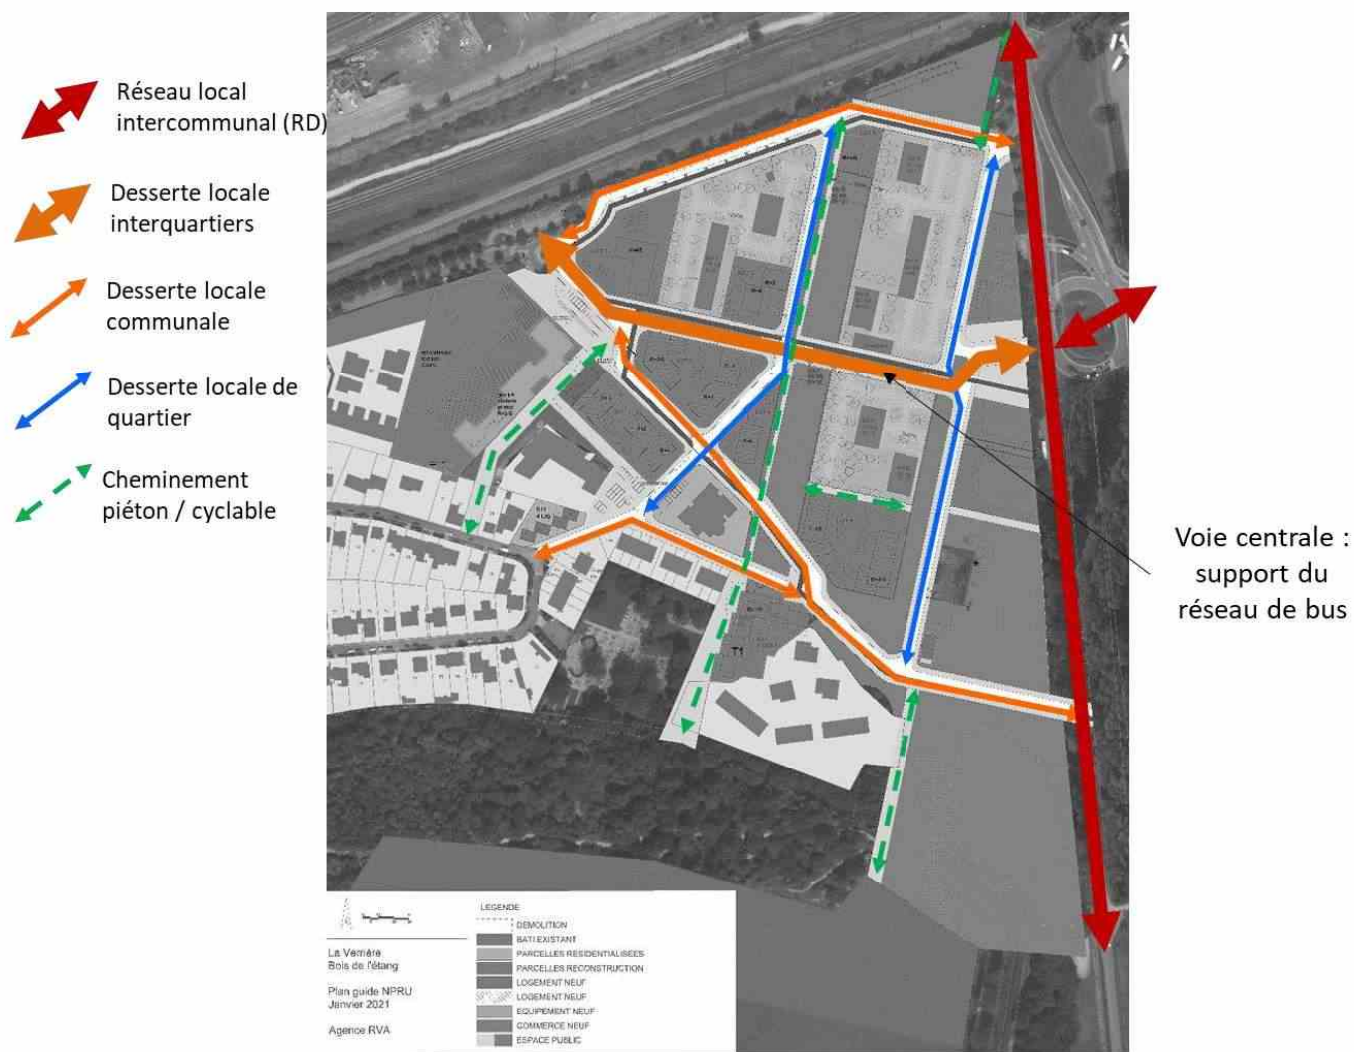 Réseau local
intercommunal (RD)
Desserte locale
interquartiers
Desserte locale
communale
Desserte locale de
quartier
Cheminement
piéton / cyclable
Voie centrale :
support du
réseau de bus
T1
La Verrière
Bois de l'étang
Plan guide NPRU
Janvier 2021
Agence RVA
LEGENDE
DEMOLITION
BATI EXISTANT
PARCELLES RESIDENTIALISEES
PARCELLES RECONSTRUCTION
LOGEMENT NEUF
LOGEMENT NEUF
EQUIPEMENT NEUF
COMMERCE NEUF
ESPACE PUBLIC